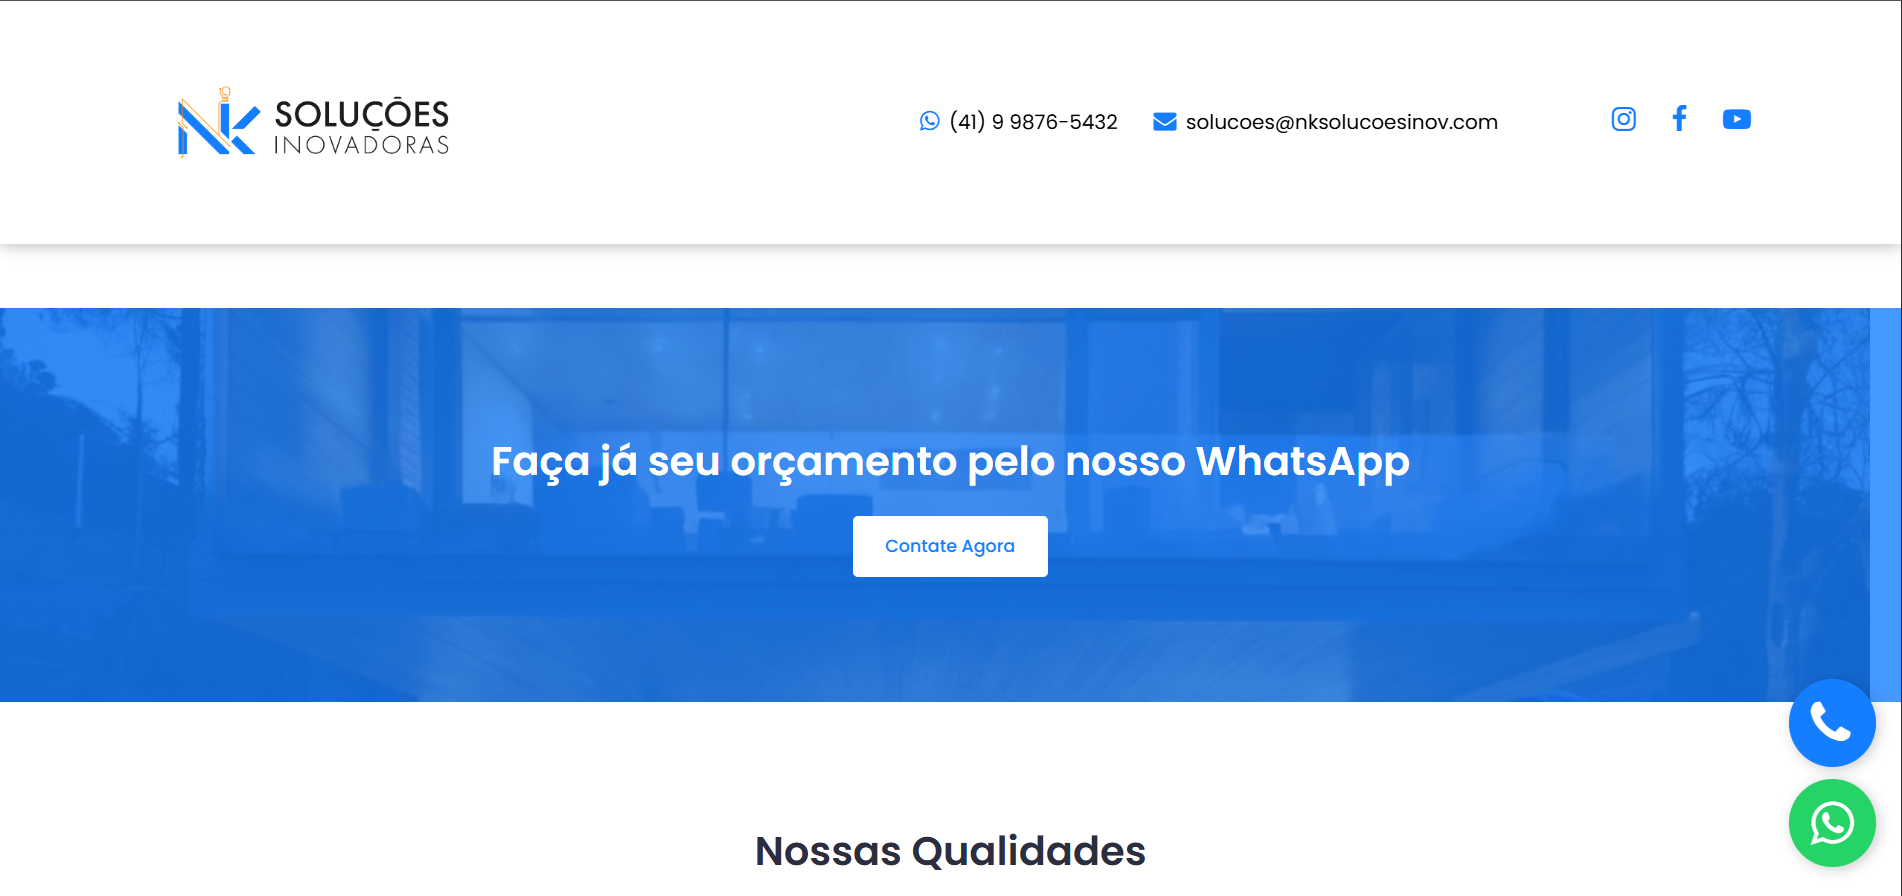 NK SOLUÇÕES
INOVADORAS
(41) 9 9876-5432
solucoes@nksolucoesinov.com
Faça já seu orçamento pelo nosso WhatsApp
Contate Agora
Nossas Qualidades